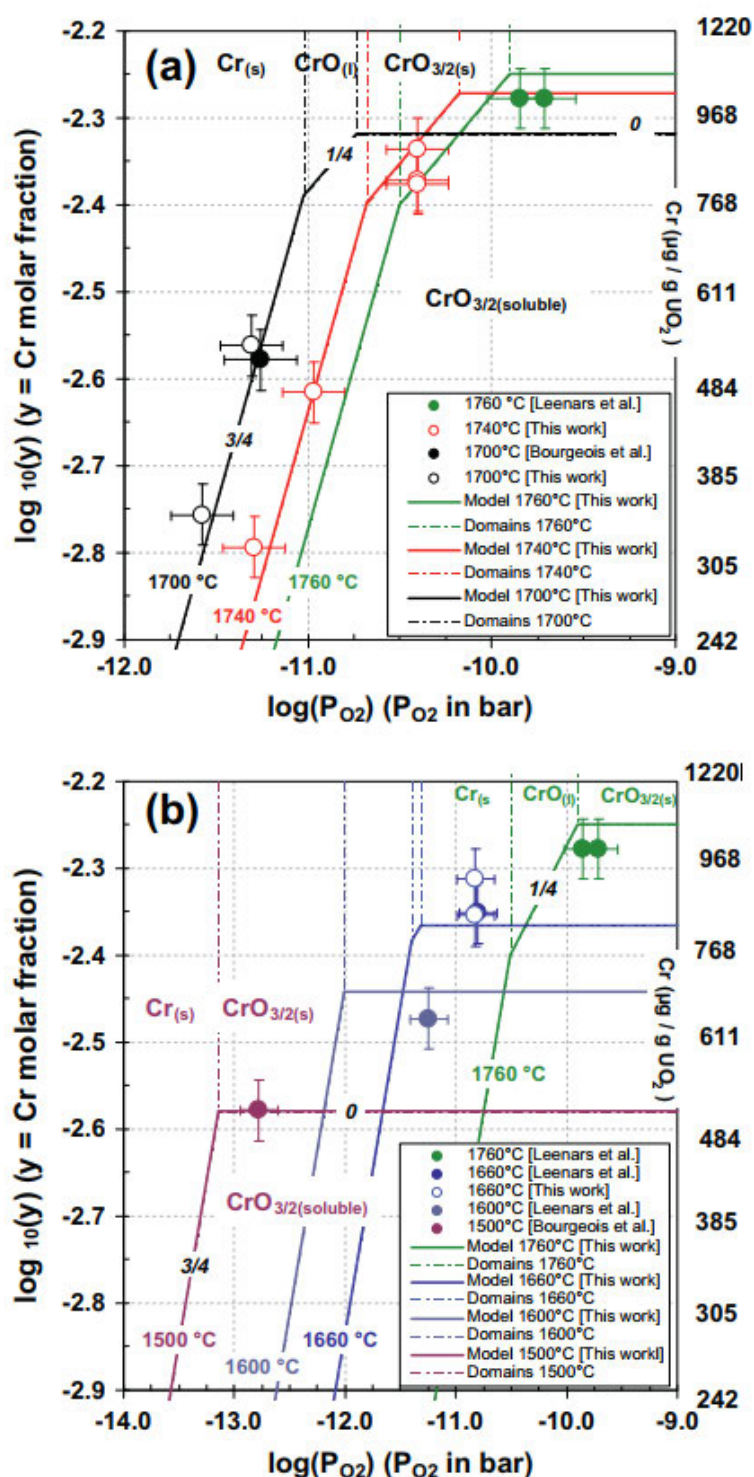 (a)
Cr(s) CrO(l) CrO3/2(s)
0
1/4
CrO3/2(soluble)
3/4
1700 °C
1740 °C
1760 °C
1760 °C [Leenars et al.]
1740°C [This work]
1700°C [Bourgeois et al.]
1700°C [This work]
Model 1760°C [This work]
Domains 1760°C
Model 1740°C [This work]
Domains 1740°C
Model 1700°C [This work]
Domains 1700°C
-2.2
-2.3
-2.4
-2.5
-2.6
-2.7
-2.8
-2.9
log 10(y) (y = Cr molar fraction)
1220
968
768
611
484
385
305
242
Cr (µg / g UO2)
-12.0 -11.0 -10.0 -9.0
log(PO2) (PO2 in bar)
(b)
Cr(s CrO(l) CrO3/2(s)
1/4
Cr(s) CrO3/2(s)
1760 °C
0
CrO3/2(soluble)
3/4
1500 °C
1600 °C
1660 °C
1760°C [Leenars et al.]
1660°C [Leenars et al.]
1660°C [This work]
1600°C [Leenars et al.]
1500°C [Bourgeois et al.]
Model 1760°C [This work]
Domains 1760°C
Model 1660°C [This work]
Domains 1660°C
Model 1600°C [This work]
Domains 1600°C
Model 1500°C [This workl]
Domains 1500°C
-2.2
-2.3
-2.4
-2.5
-2.6
-2.7
-2.8
-2.9
log 10(y) (y = Cr molar fraction)
1220
968
768
611
484
385
305
242
Cr (µg / g UO2)
-14.0 -13.0 -12.0 -11.0 -10.0 -9.0
log(PO2) (PO2 in bar)